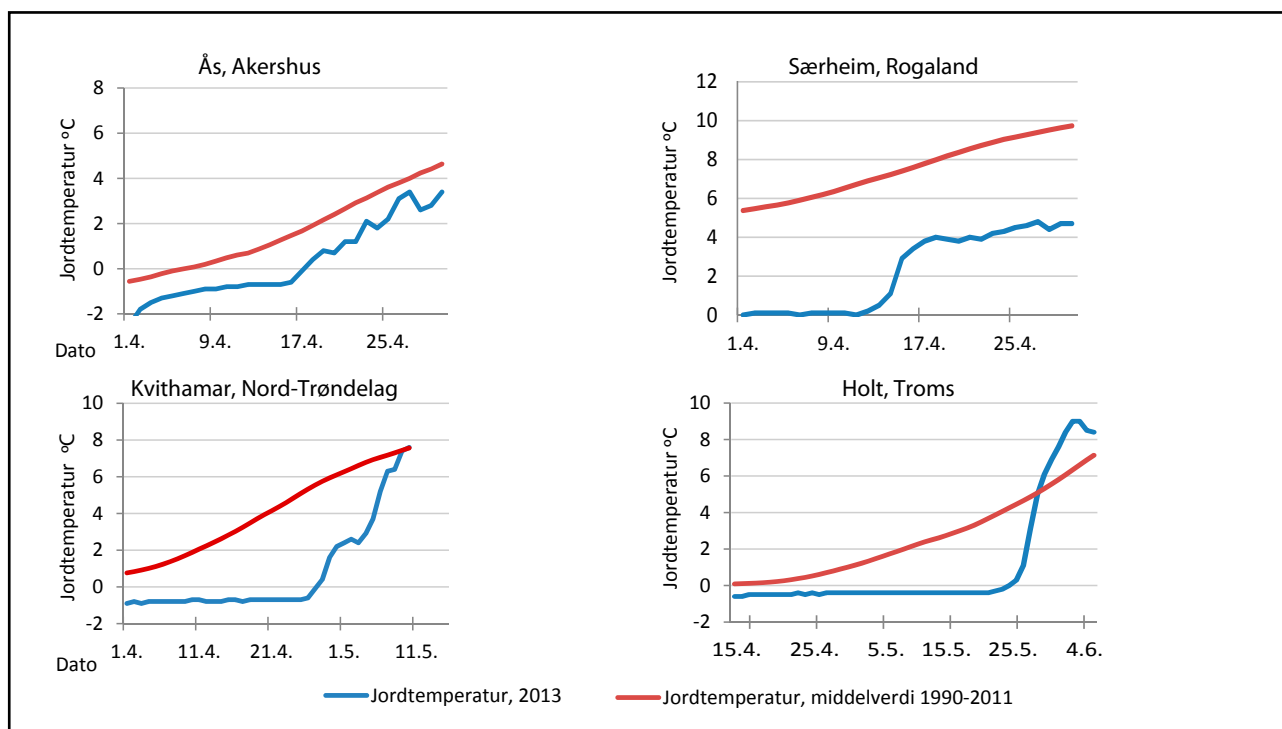 Ås, Akershus
Jordtemperatur ºC
8
6
4
2
0
-2
1.4. 9.4. 17.4. 25.4.
Dato
Særheim, Rogaland
Jordtemperatur ºC
12
10
8
6
4
2
0
1.4. 9.4. 17.4. 25.4.
Kvithamar, Nord-Trøndelag
Jordtemperatur ºC
10
8
6
4
2
0
-2
1.4. 11.4. 21.4. 1.5. 11.5.
Dato
Holt, Troms
Jordtemperatur ºC
10
8
6
4
2
0
-2
15.4. 25.4. 5.5. 15.5. 25.5. 4.6.
Jordtemperatur, 2013 Jordtemperatur, middelverdi 1990-2011